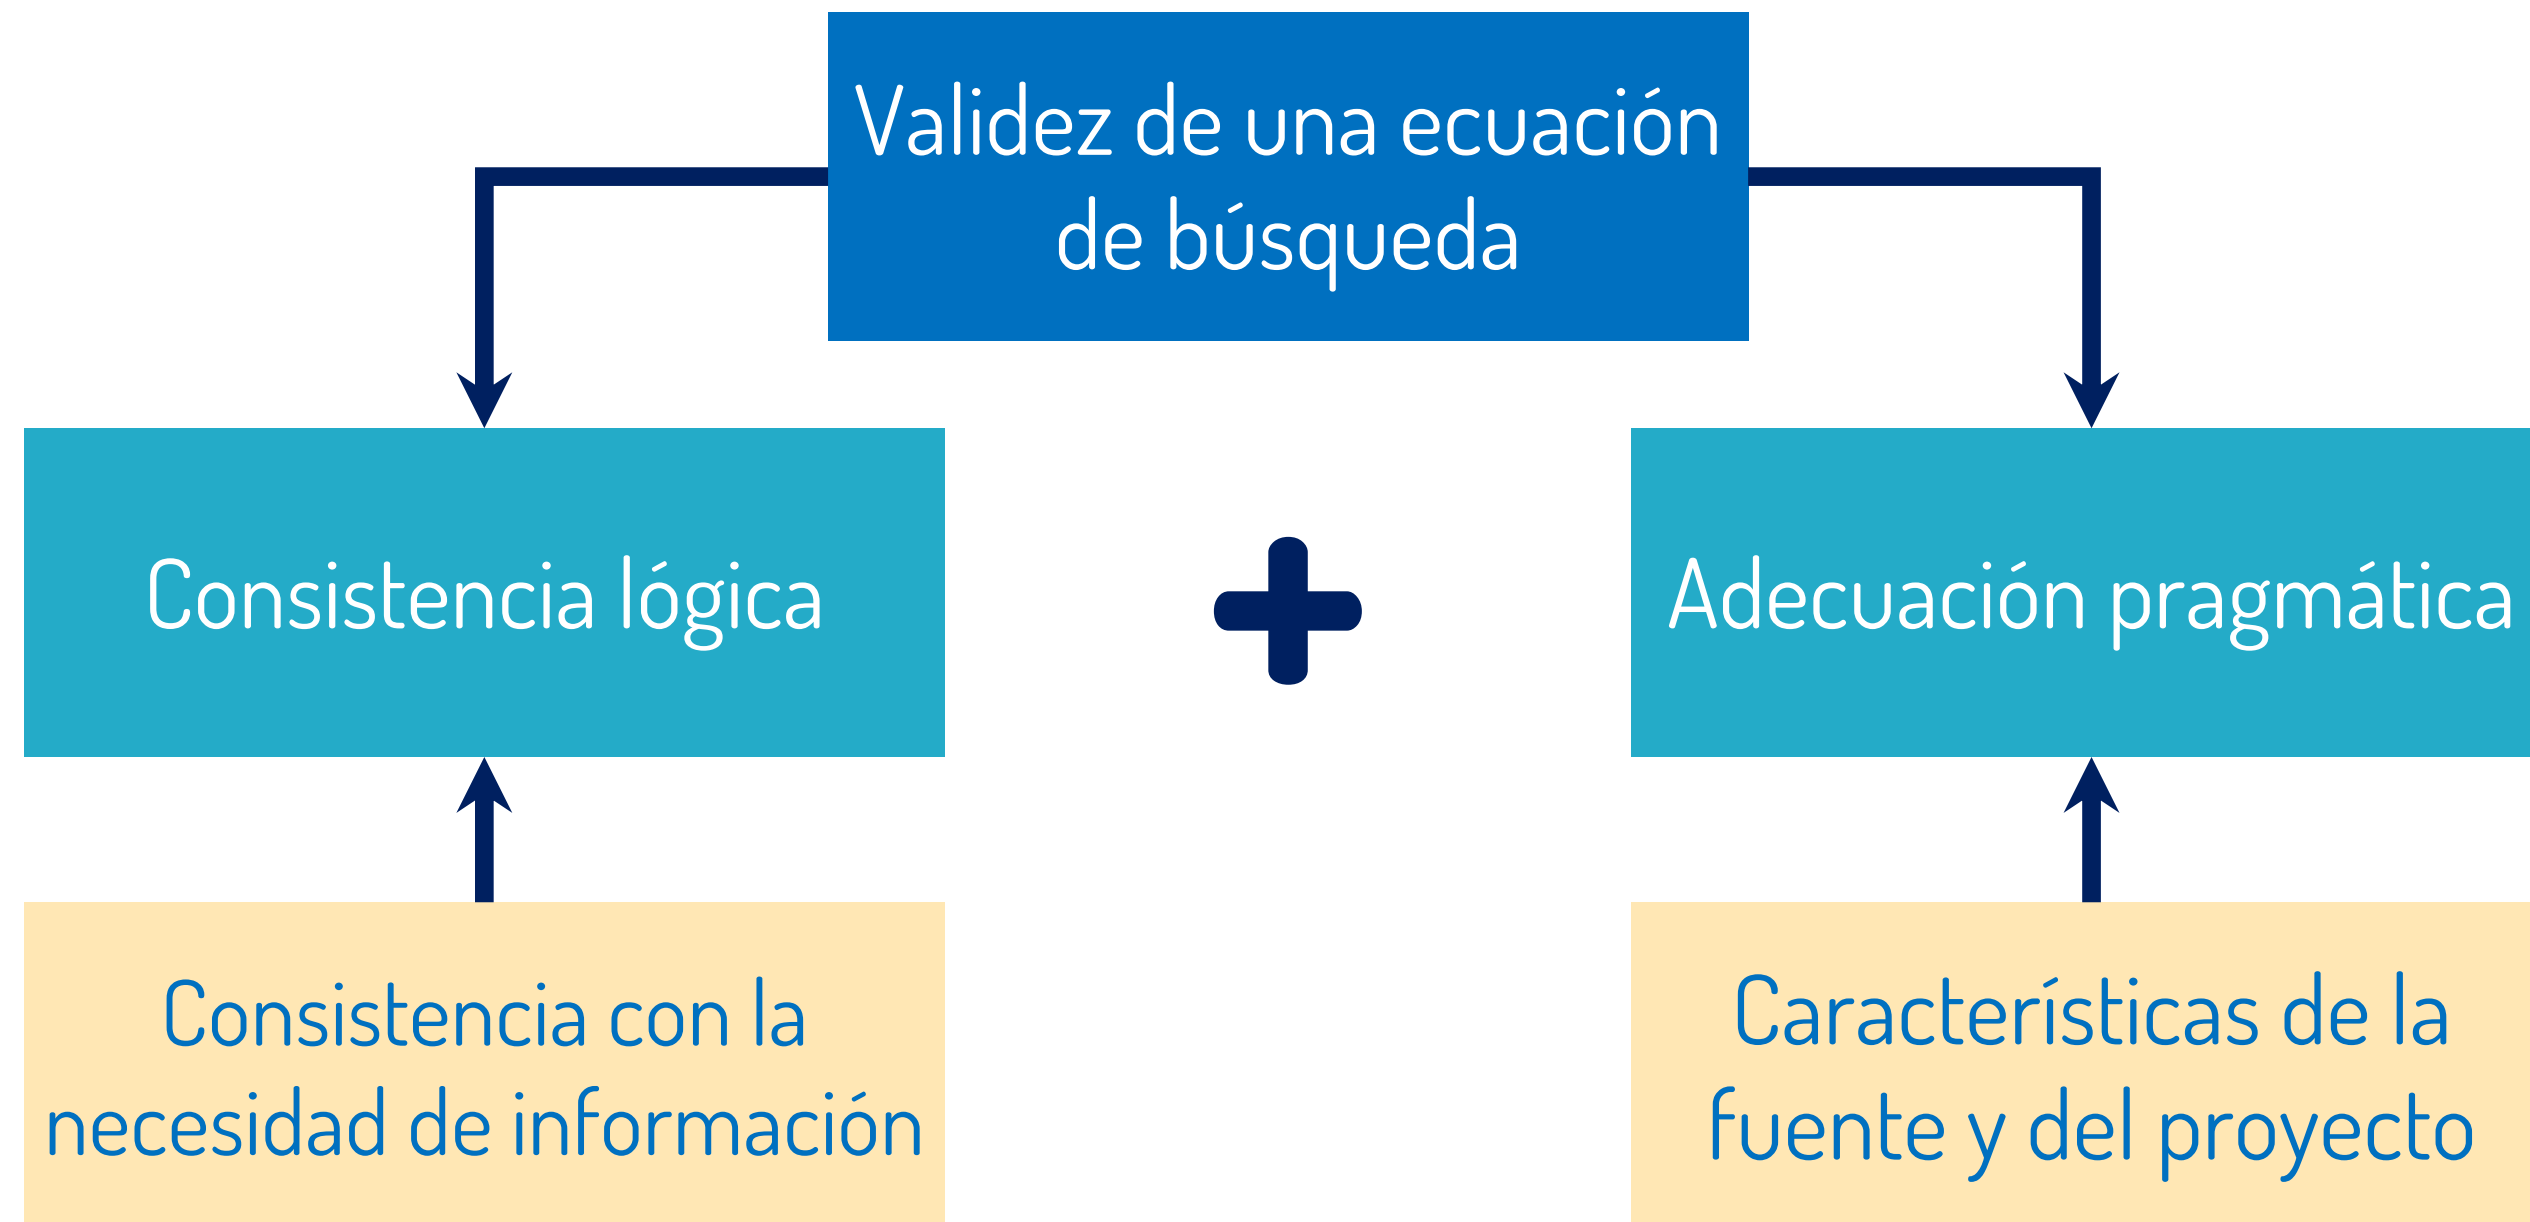 Validez de una ecuación
de búsqueda
Consistencia lógica
Adecuación pragmática
Consistencia con la
necesidad de información
Características de la
fuente y del proyecto